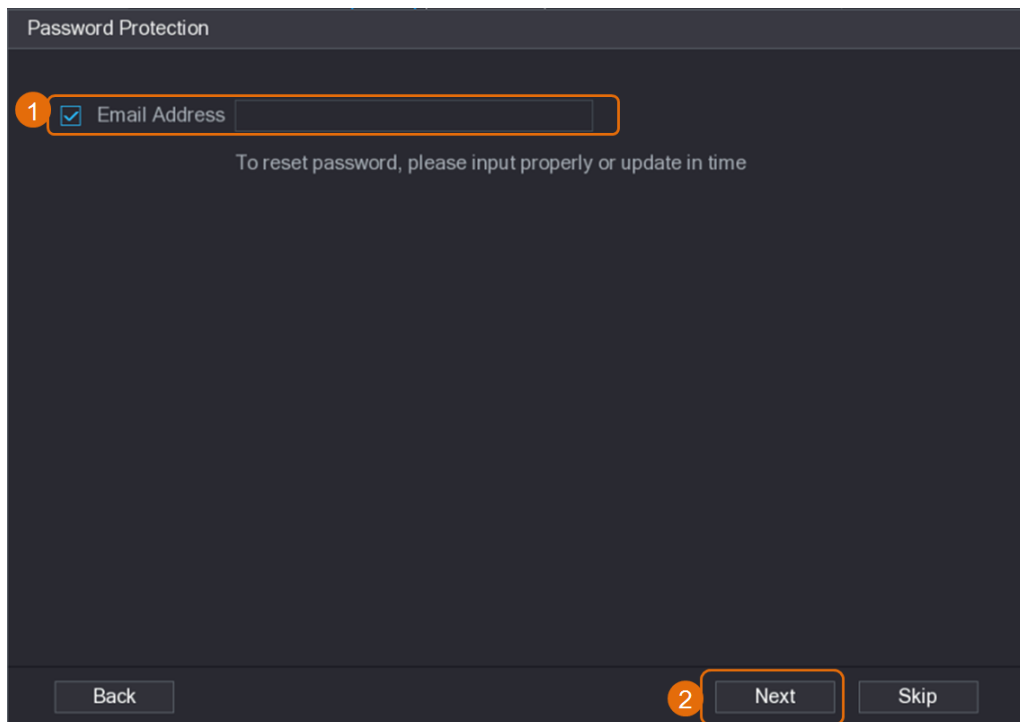 Password Protection
1 Email Address
To reset password, please input properly or update in time
Back 2 Next Skip